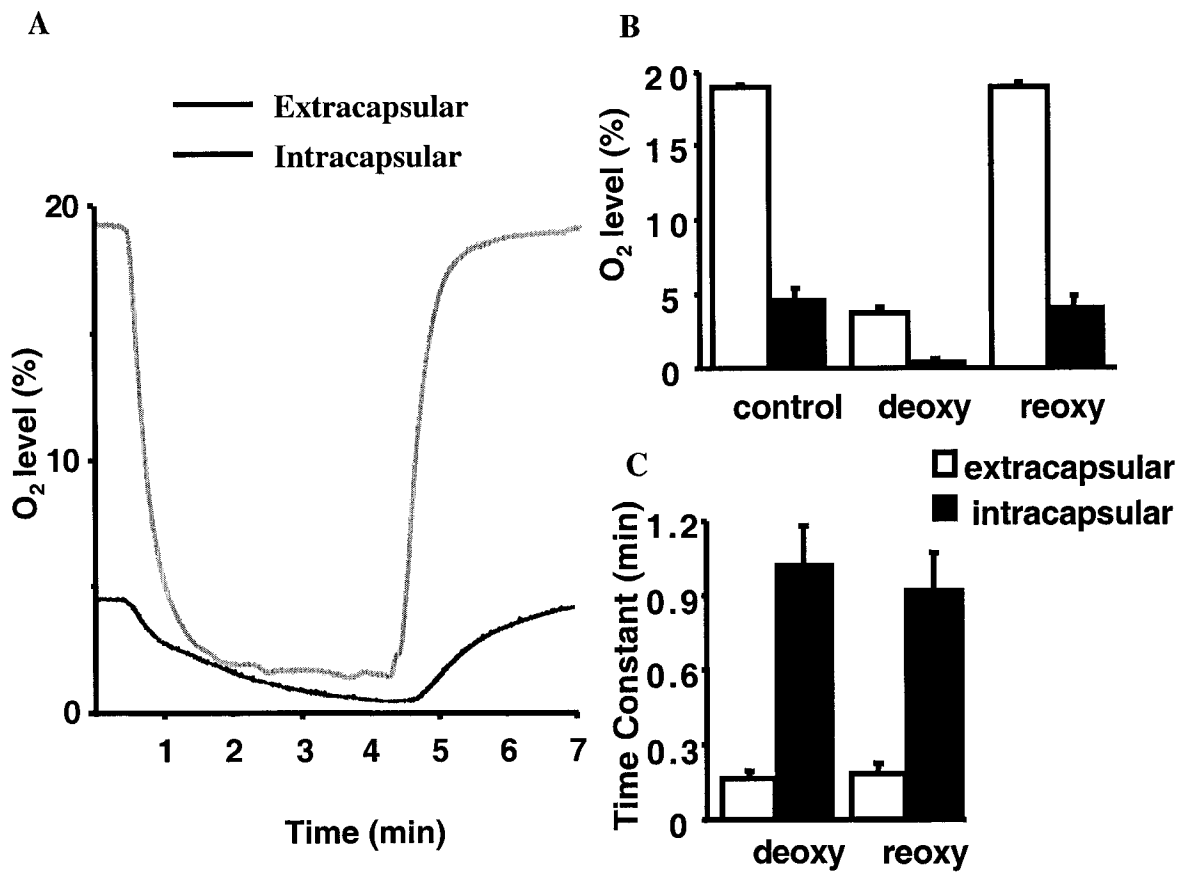 A
Extracapsular
Intracapsular
20
10
0
O2 level (%)
1 2 3 4 5 6 7
Time (min)
B
20
15
10
5
0
O2 level (%)
control deoxy reoxy
C
extracapsular
intracapsular
1.2
0.9
0.6
0.3
0
Time Constant (min)
deoxy reoxy